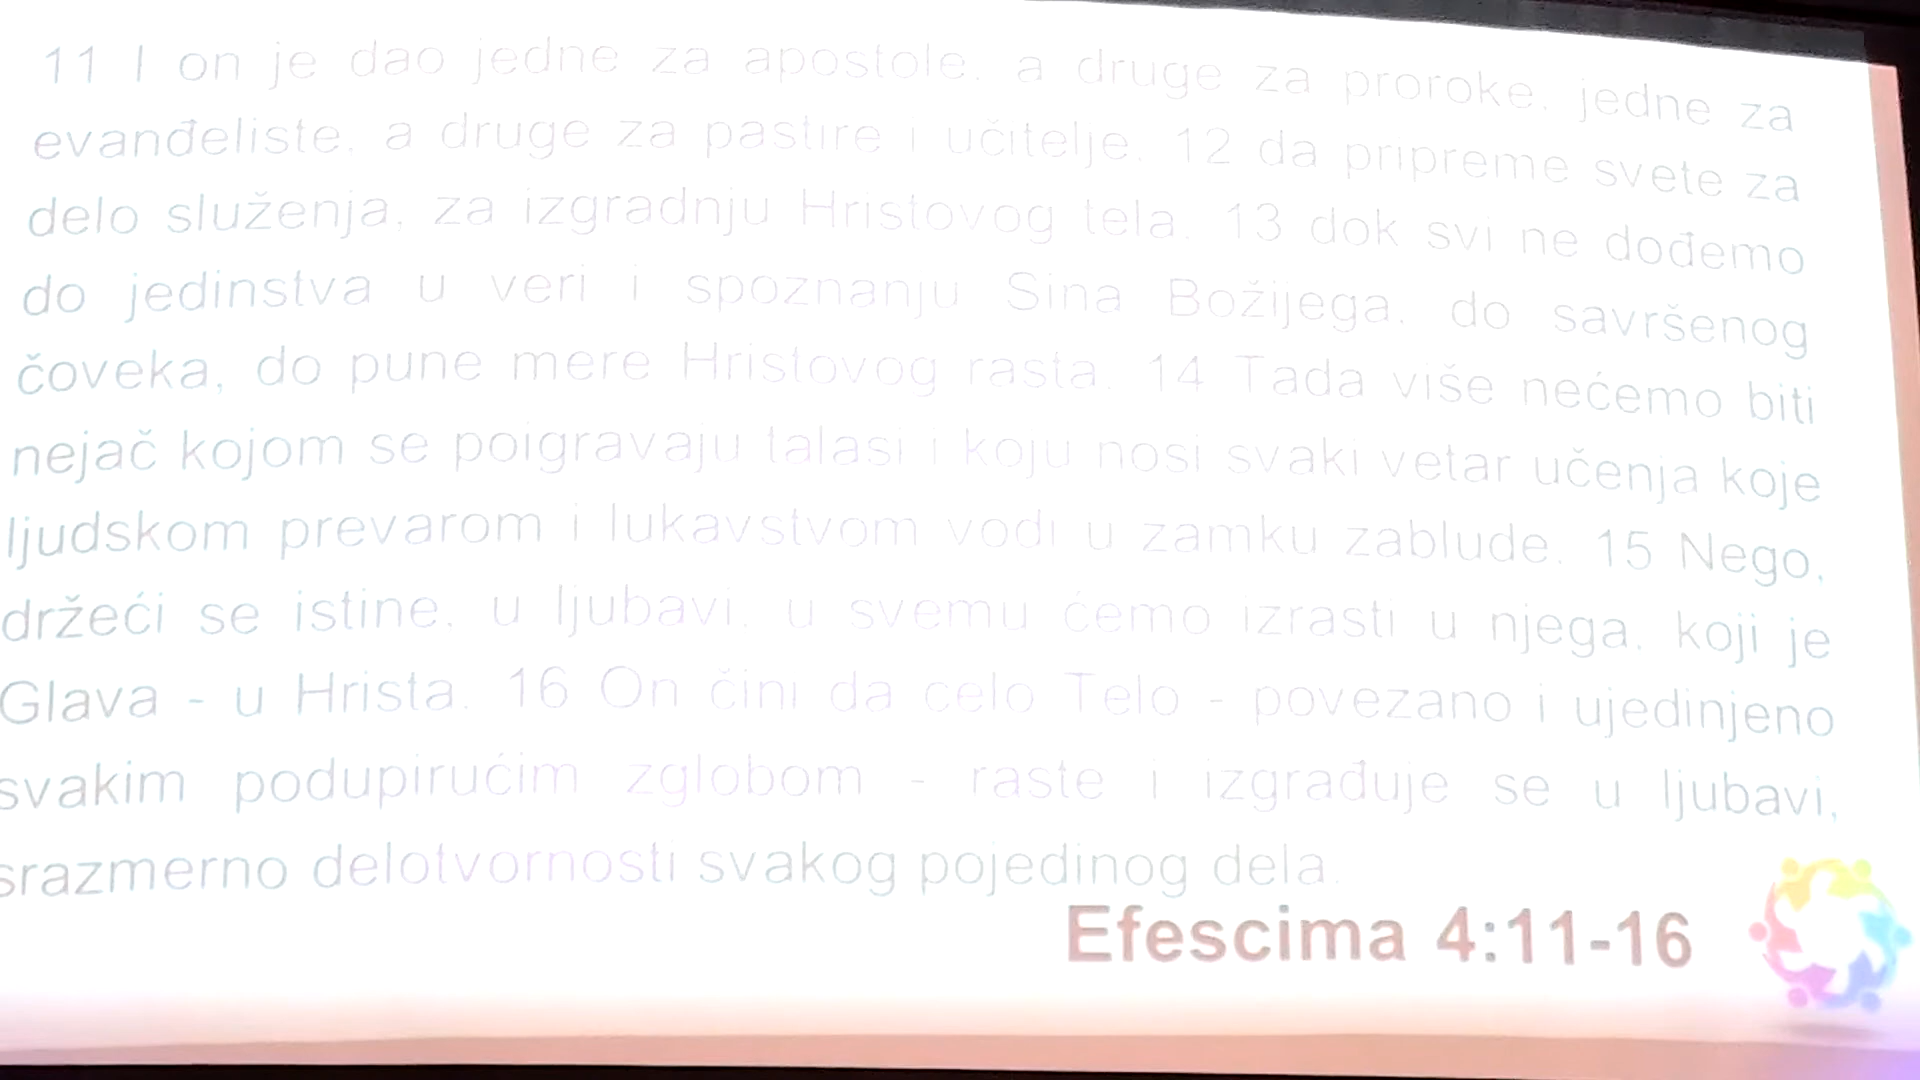 11 I on je dao jedne za apostole, a druge za proroke, jedne za
evanđeliste, a druge za pastire i učitelje, 12 da pripreme svete za
delo služenja, za izgradnju Hristovog tela, 13 dok svi ne dođemo
do jedinstva u veri i spoznanju Sina Božijega, do savršenog
čoveka, do pune mere Hristovog rasta. 14 Tada više nećemo biti
nejač kojom se poigravaju talasi i koju nosi svaki vetar učenja koje
ljudskom prevarom i lukavstvom vodi u zamku zablude. 15 Nego,
držeći se istine, u ljubavi, u svemu ćemo izrasti u njega, koji je
Glava - u Hrista. 16 On čini da celo Telo - povezano i ujedinjeno
svakim podupirućim zglobom - raste i izgrađuje se u ljubavi,
srazmerno delotvornosti svakog pojedinog dela.
Efescima 4:11-16